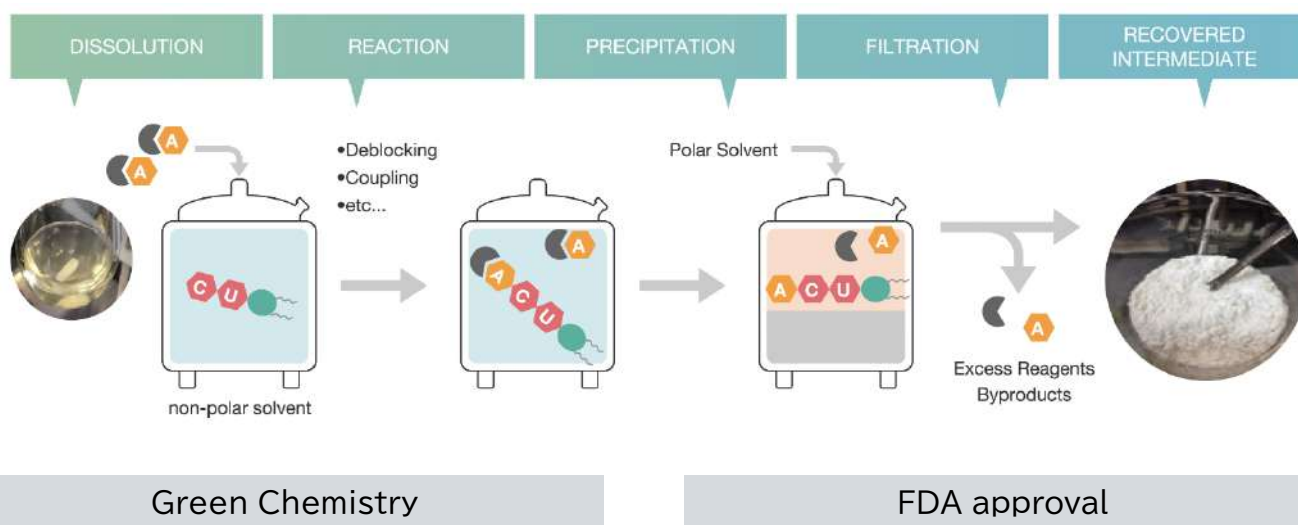 DISSOLUTION
REACTION
PRECIPITATION
FILTRATION
RECOVERED
INTERMEDIATE
A
A
C
U
non-polar solvent
•Deblocking
•Coupling
•etc...
A
A
C
U
Polar Solvent
A
A
C
U
A
Excess Reagents
Byproducts
Green Chemistry
FDA approval